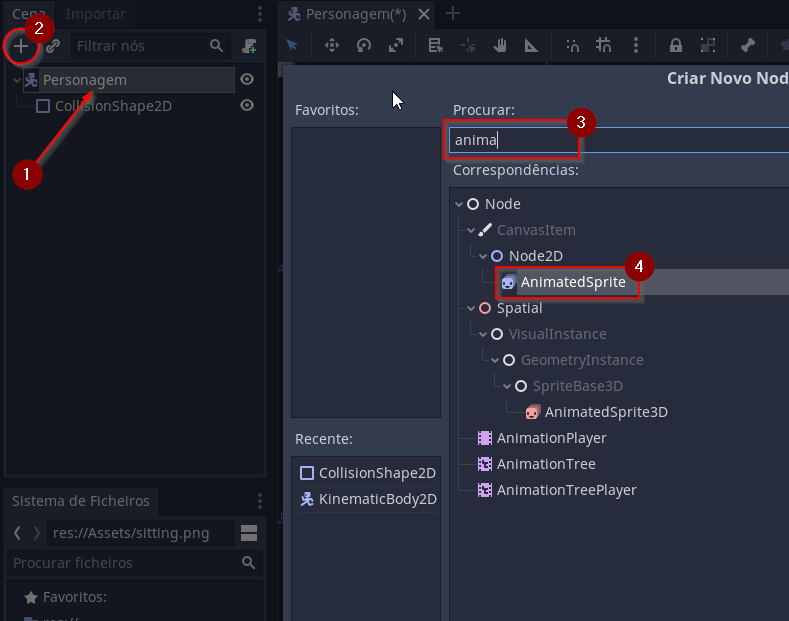 Cena Importar
2
Filtrar nós
Personagem
CollisionShape2D
1
Sistema de Ficheiros
res://Assets/sitting.png
Procurar ficheiros
Favoritos:
res://
Personagem(*)
Criar Novo Nod
Favoritos:
Procurar:
3
anima
Correspondências:
Node
CanvasItem
Node2D
4
AnimatedSprite
Spatial
VisualInstance
GeometryInstance
SpriteBase3D
AnimatedSprite3D
AnimationPlayer
AnimationTree
AnimationTreePlayer
Recente:
CollisionShape2D
KinematicBody2D